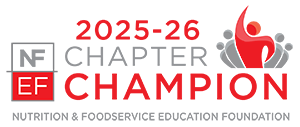 2025-26
NF
EF
CHAPTER
CHAMPION
NUTRITION & FOODSERVICE EDUCATION FOUNDATION